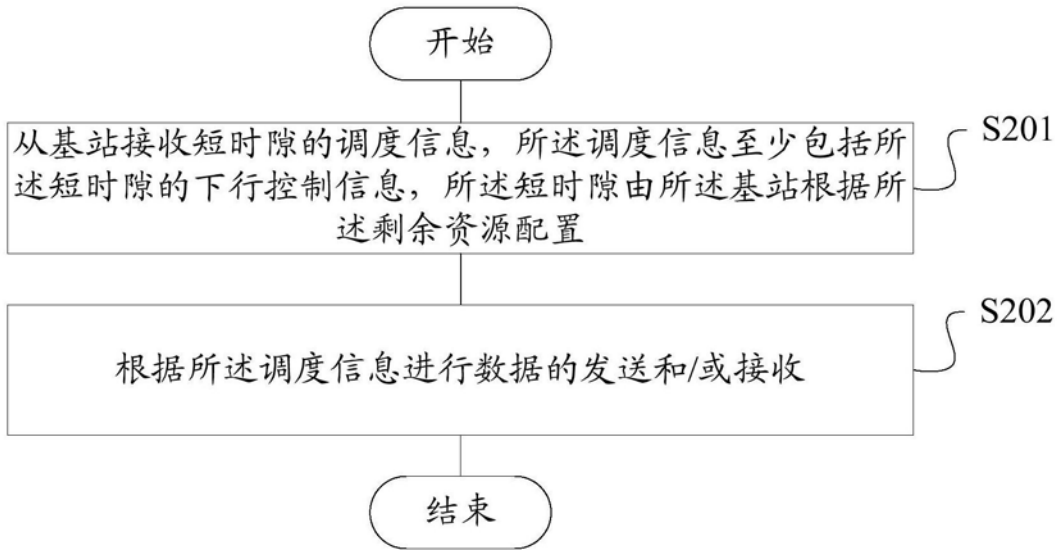 开始
从基站接收短时隙的调度信息，所述调度信息至少包括所
述短时隙的下行控制信息，所述短时隙由所述基站根据所
述剩余资源配置
S201
根据所述调度信息进行数据的发送和/或接收
S202
结束